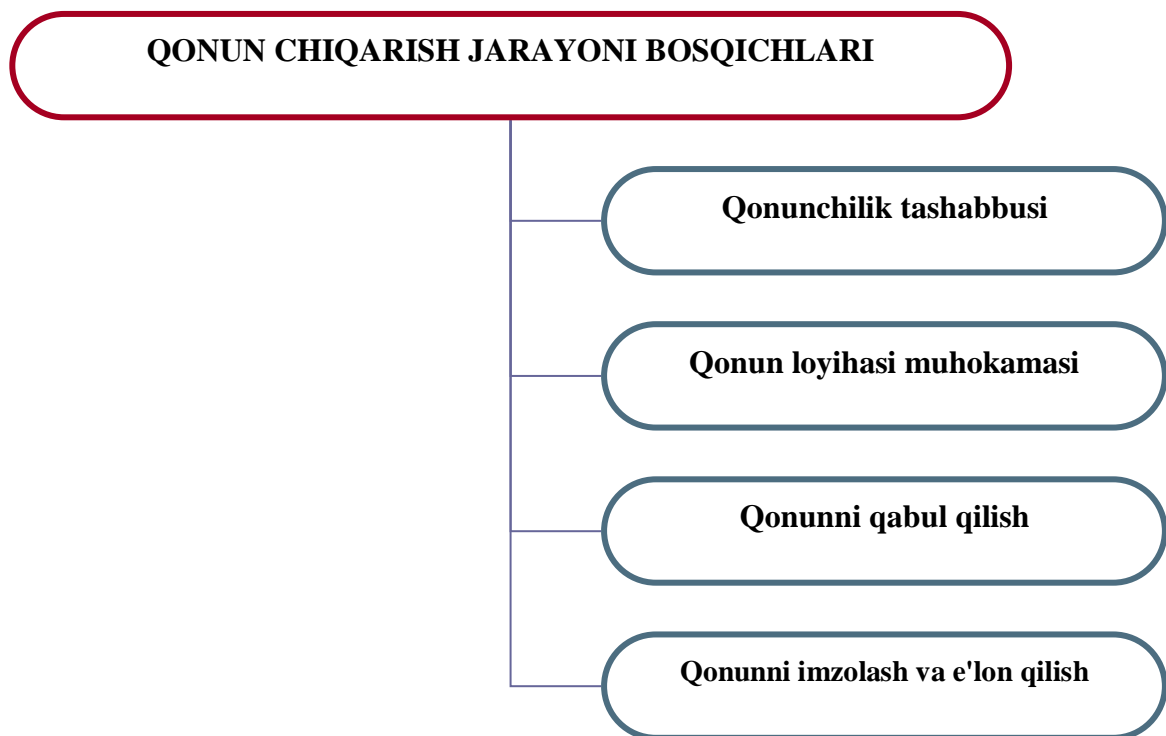 QONUN CHIQARISH JARAYONI BOSQICHLARI
Qonunchilik tashabbusi
Qonun loyihasi muhokamasi
Qonunni qabul qilish
Qonunni imzolash va e'lon qilish